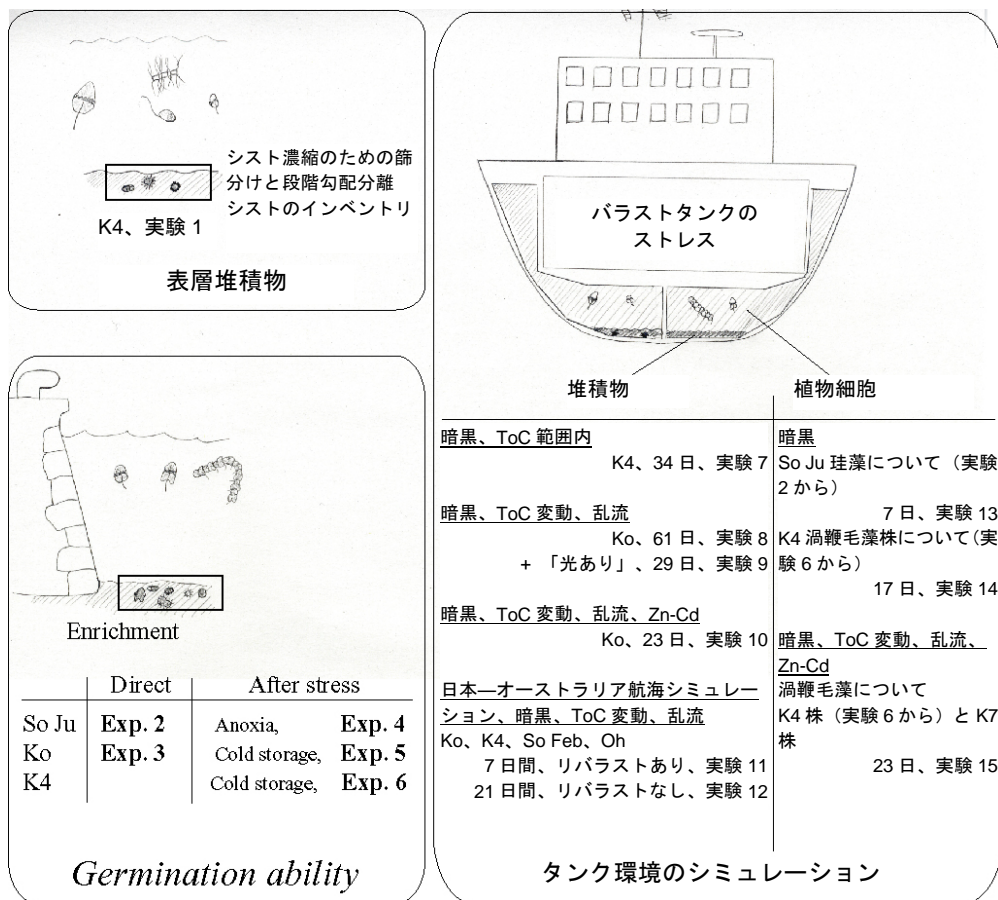 シスト濃縮のための篩
分けと段階勾配分離
シストのインベントリ
K4、実験 1
表層堆積物
Enrichment
Direct After stress
So Ju Exp. 2 Anoxia, Exp. 4
Ko Exp. 3 Cold storage, Exp. 5
K4 Cold storage, Exp. 6
Germination ability
バラストタンクの
ストレス
堆積物
植物細胞
暗黒、ToC 範囲内
K4、34 日、実験 7
暗黒、ToC 変動、乱流
Ko、61 日、実験 8
+ 「光あり」、29 日、実験 9
暗黒、ToC 変動、乱流、Zn-Cd
Ko、23 日、実験 10
日本―オーストラリア航海シミュレー
ション、暗黒、ToC 変動、乱流
Ko、K4、So Feb、Oh
7 日間、リバラストあり、実験 11
21 日間、リバラストなし、実験 12
暗黒
So Ju 珪藻について（実験
2 から）
7 日、実験 13
K4 渦鞭毛藻株について（実
験 6 から）
17 日、実験 14
暗黒、ToC 変動、乱流、
Zn-Cd
渦鞭毛藻について
K4 株（実験 6 から）と K7
株
23 日、実験 15
タンク環境のシミュレーション